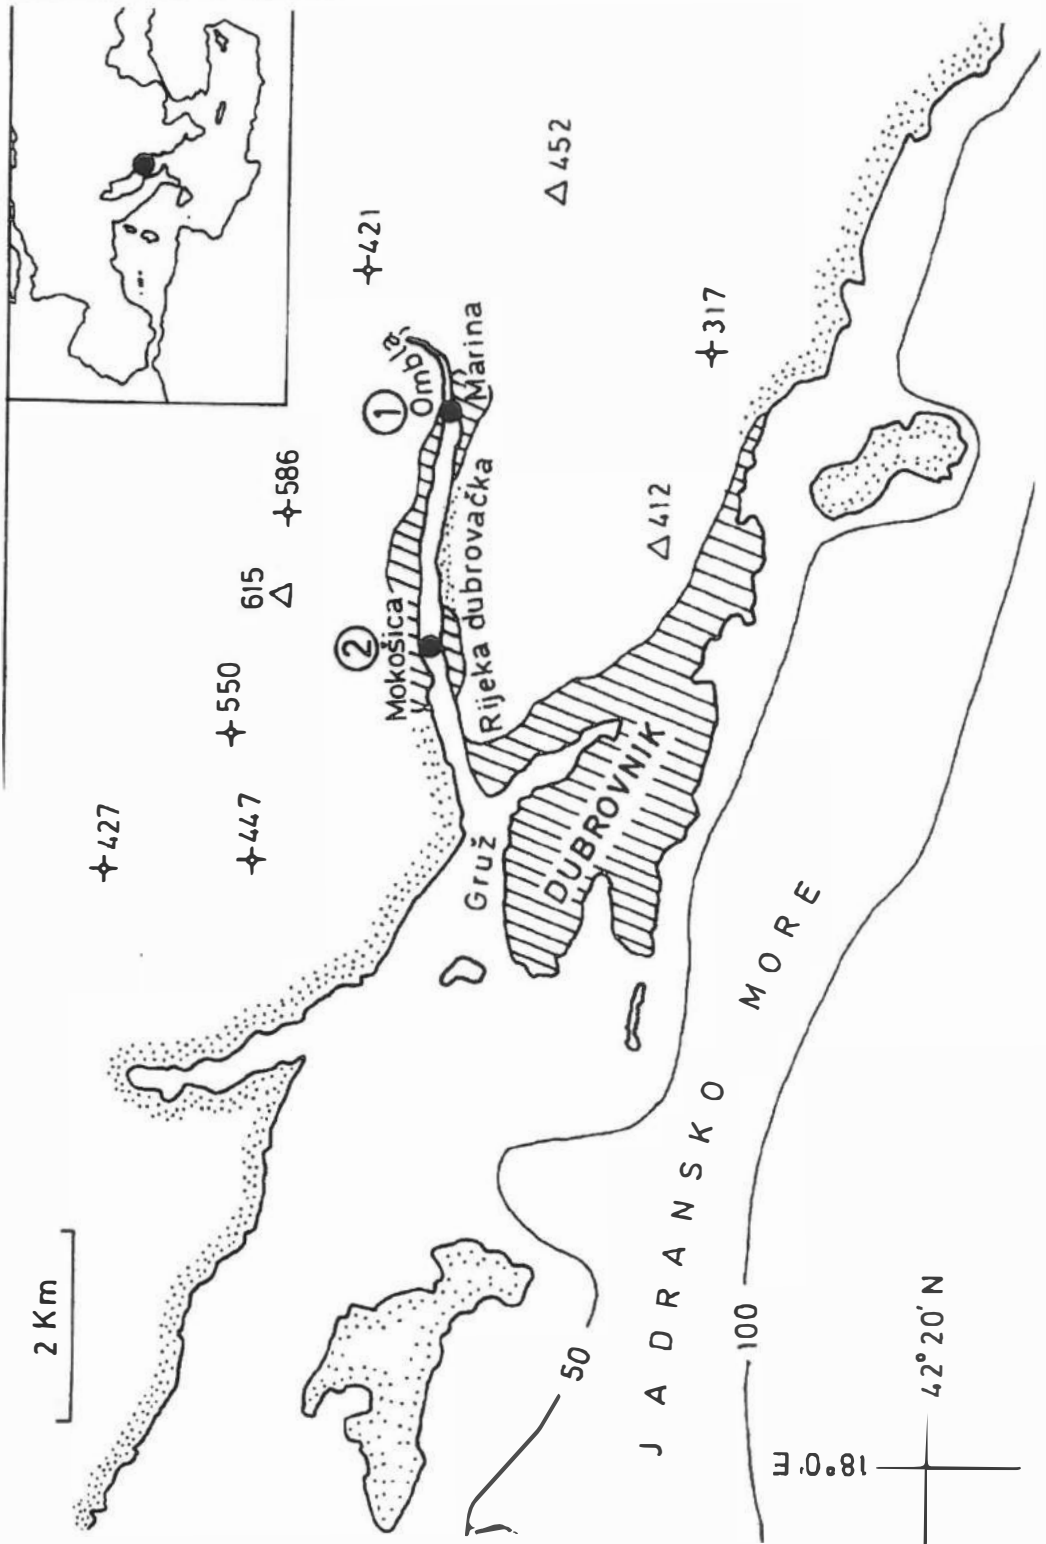 2 Km
427
447
550
615
586
421
452
317
412
1
2
Ombla
Marina
Mokošica
Rijeka dubrovačka
Gruž
DUBROVNIK
JADRANSKO MORE
50
100
42°20' N
18°0' E